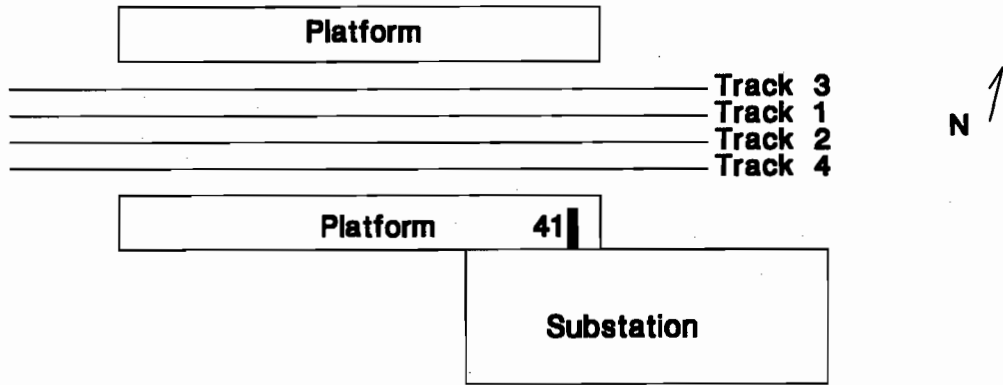 Platform
Track 3
Track 1
Track 2
Track 4
N
Platform 41
Substation